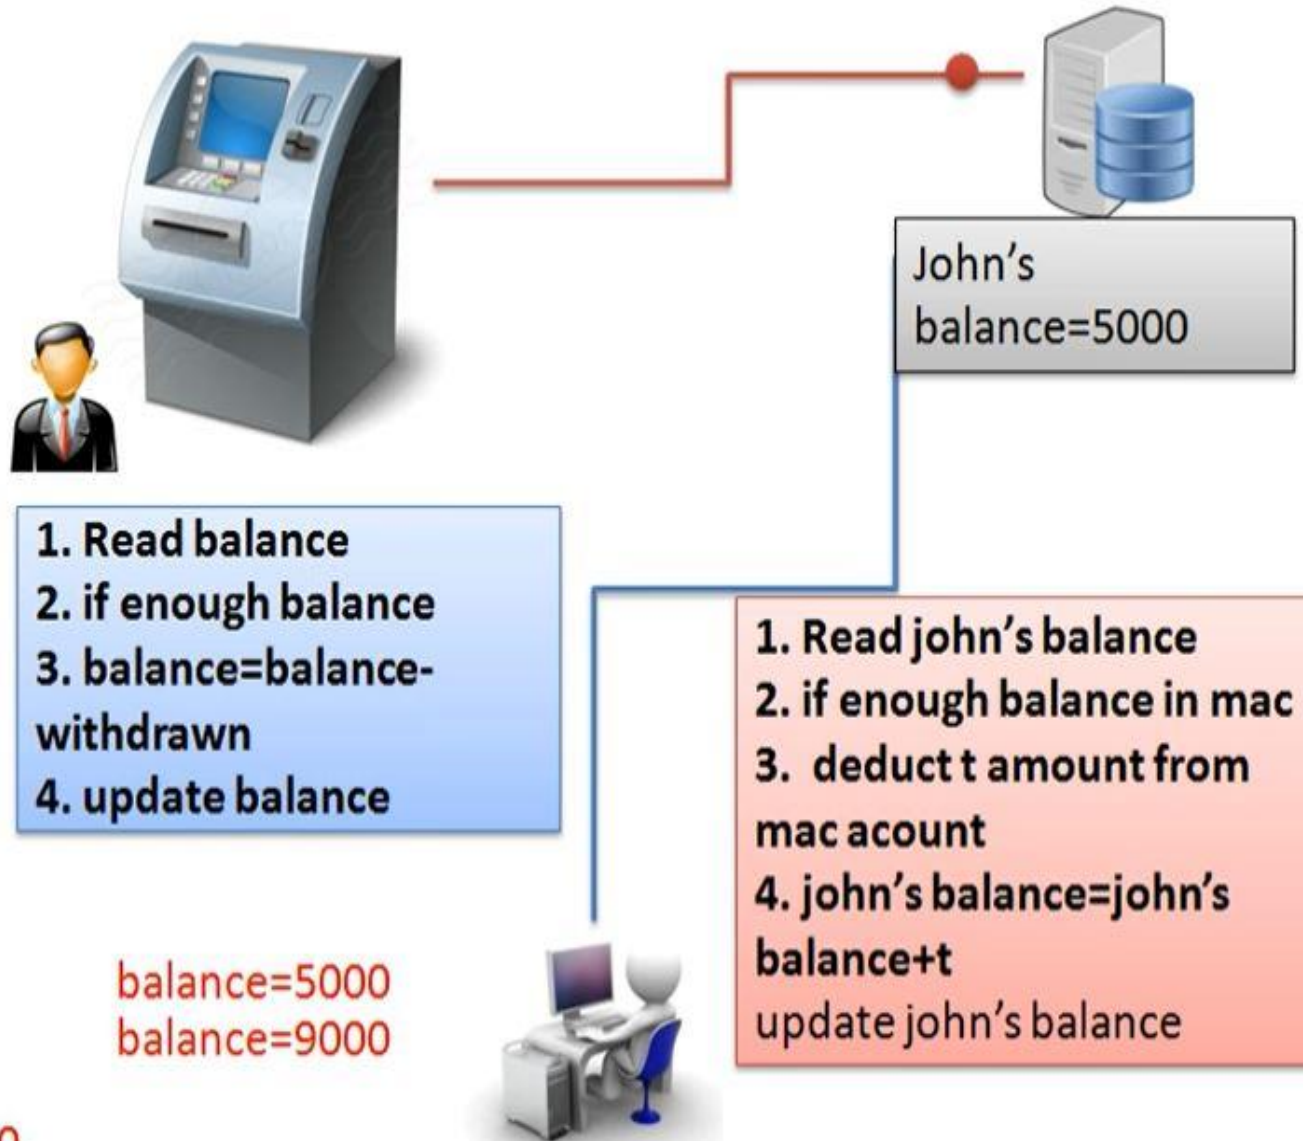 John's
balance=5000
1. Read balance
2. if enough balance
3. balance=balance-
withdrawn
4. update balance
1. Read john's balance
2. if enough balance in mac
3. deduct t amount from
mac acount
4. john's balance=john's
balance+t
update john's balance
balance=5000
balance=9000